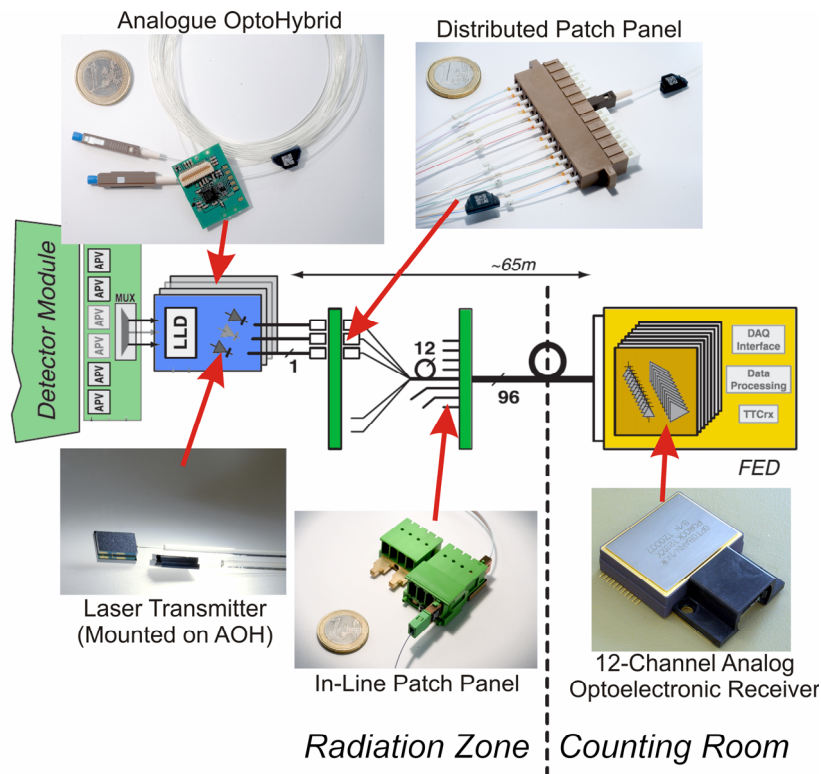 Analogue OptoHybrid
Distributed Patch Panel
~65m
Detector Module
APV
APV
APV
APV
APV
APV
MUX
LLD
1
12
96
DAQ
Interface
Data
Processing
TTCrx
FED
Laser Transmitter
(Mounted on AOH)
In-Line Patch Panel
12-Channel Analog
Optoelectronic Receiver
Radiation Zone
Counting Room